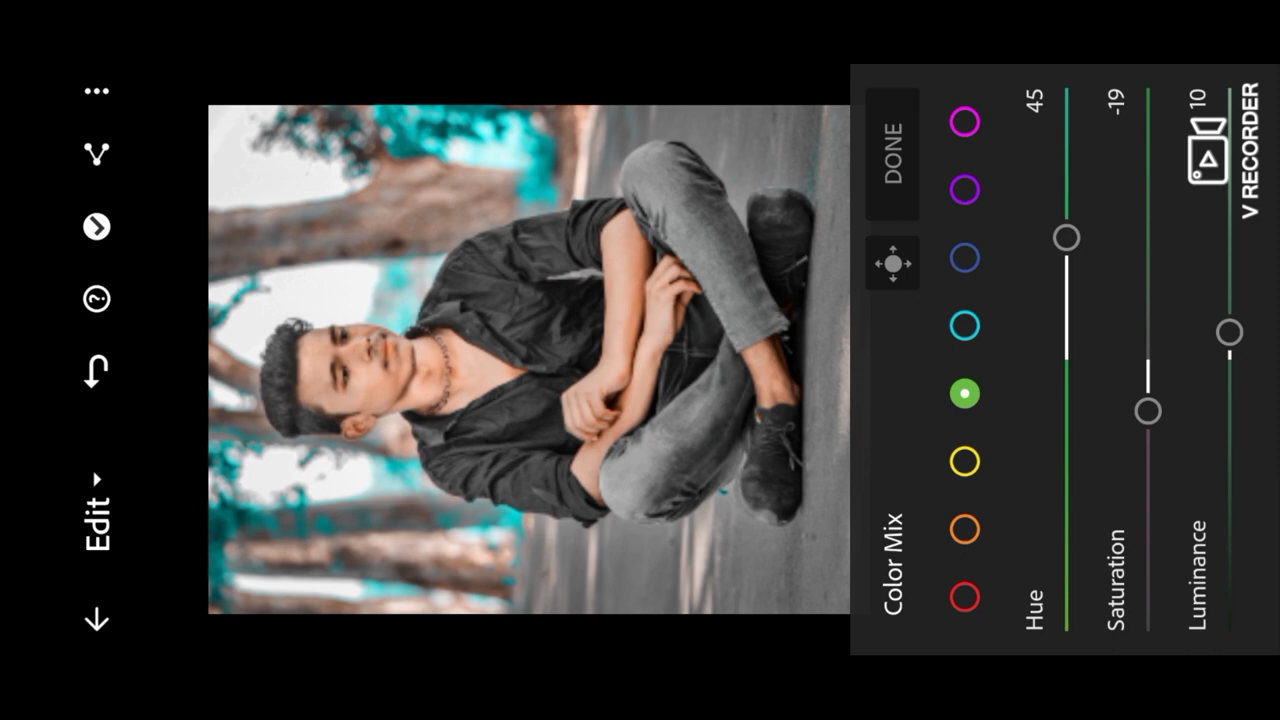 Edit
Color Mix
DONE
Hue
45
Saturation
-19
Luminance
10
V RECORDER